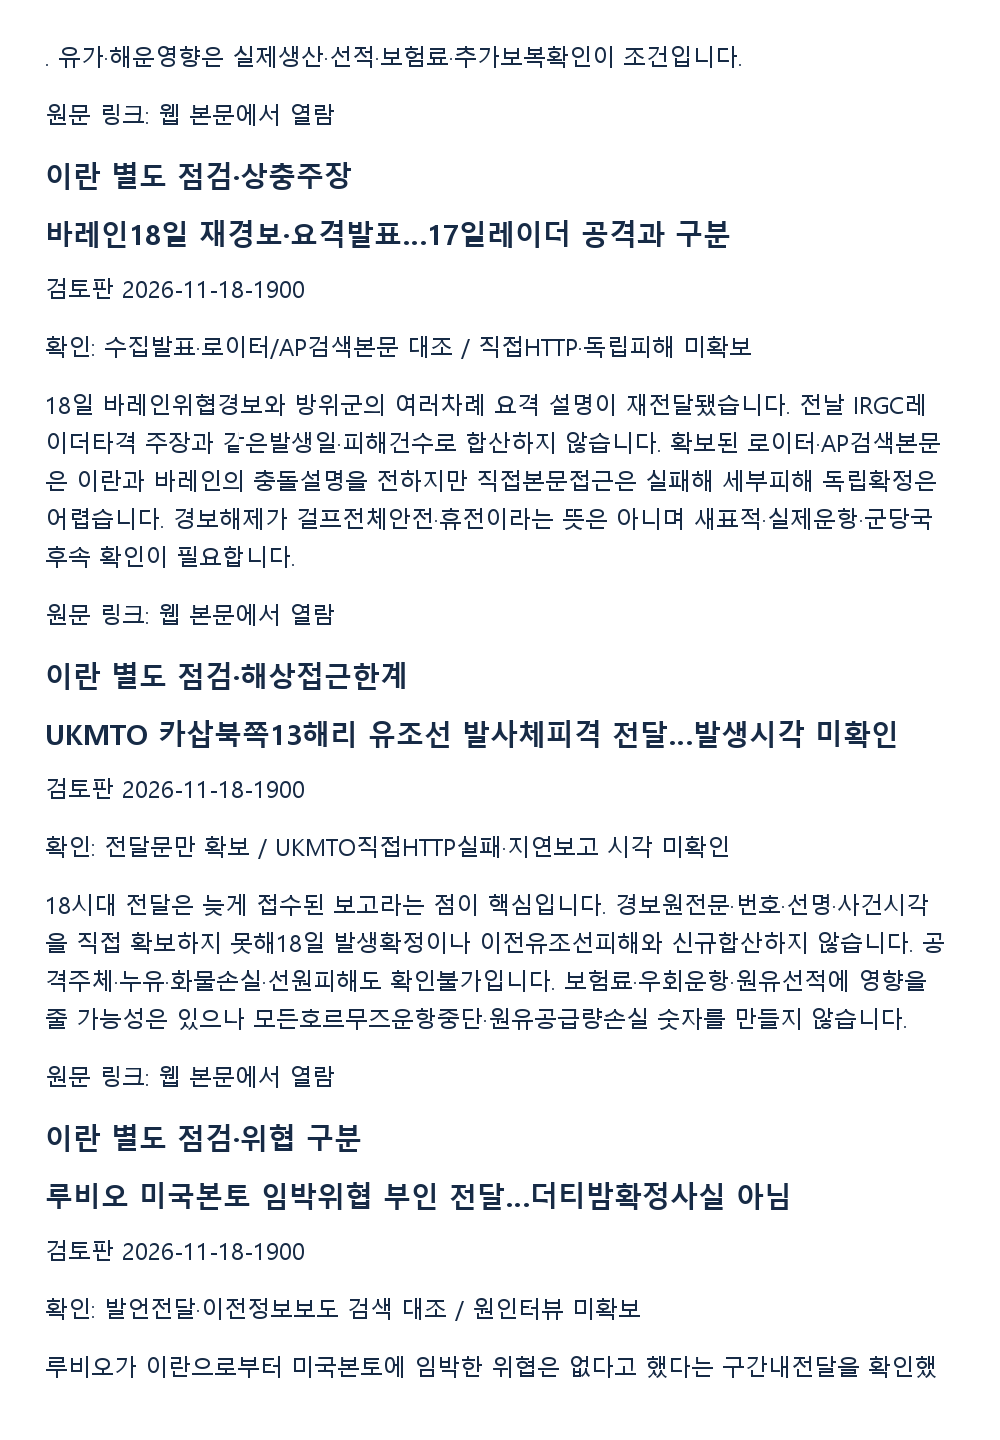 . 유가·해운영향은 실제생산·선적·보험료·추가보복확인이 조건입니다.
원문 링크: 웹 본문에서 열람
이란 별도 점검·상충주장
바레인18일 재경보·요격발표...17일레이더 공격과 구분
검토판 2026-11-18-1900
확인: 수집발표·로이터/AP검색본문 대조 / 직접HTTP·독립피해 미확보
18일 바레인위협경보와 방위군의 여러차례 요격 설명이 재전달됐습니다. 전날 IRGC레
이더타격 주장과 같은발생일·피해건수로 합산하지 않습니다. 확보된 로이터·AP검색본문
은 이란과 바레인의 충돌설명을 전하지만 직접본문접근은 실패해 세부피해 독립확정은
어렵습니다. 경보해제가 걸프전체안전·휴전이라는 뜻은 아니며 새표적·실제운항·군당국
후속 확인이 필요합니다.
원문 링크: 웹 본문에서 열람
이란 별도 점검·해상접근한계
UKMTO 카삽북쪽13해리 유조선 발사체피격 전달...발생시각 미확인
검토판 2026-11-18-1900
확인: 전달문만 확보 / UKMTO직접HTTP실패·지연보고 시각 미확인
18시대 전달은 늦게 접수된 보고라는 점이 핵심입니다. 경보원전문·번호·선명·사건시각
을 직접 확보하지 못해18일 발생확정이나 이전유조선피해와 신규합산하지 않습니다. 공
격주체·누유·화물손실·선원피해도 확인불가입니다. 보험료·우회운항·원유선적에 영향을
줄 가능성은 있으나 모든호르무즈운항중단·원유공급량손실 숫자를 만들지 않습니다.
원문 링크: 웹 본문에서 열람
이란 별도 점검·위협 구분
루비오 미국본토 임박위협 부인 전달...더티밤확정사실 아님
검토판 2026-11-18-1900
확인: 발언전달·이전정보보도 검색 대조 / 원인터뷰 미확보
루비오가 이란으로부터 미국본토에 임박한 위협은 없다고 했다는 구간내전달을 확인했